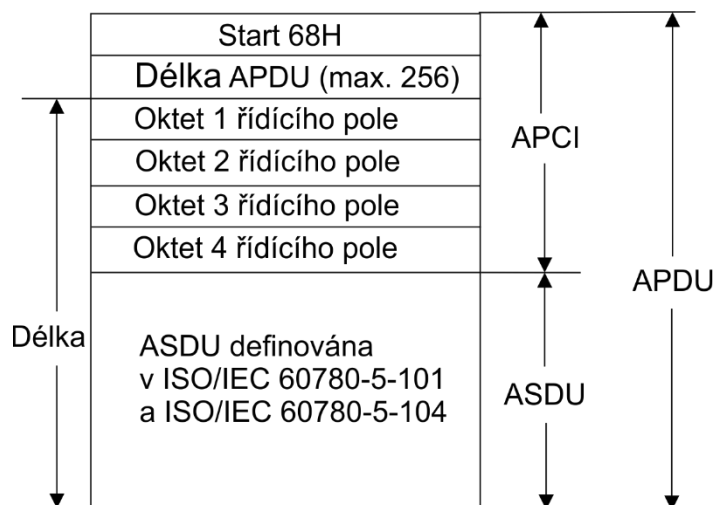 Start 68H
Délka APDU (max. 256)
Oktet 1 řídícího pole
Oktet 2 řídícího pole
Oktet 3 řídícího pole
Oktet 4 řídícího pole
APCI
APDU
Délka
ASDU definována
v ISO/IEC 60780-5-101
a ISO/IEC 60780-5-104
ASDU